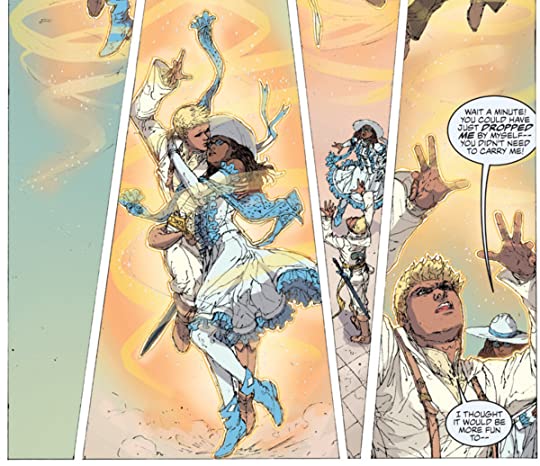 WAIT A MINUTE!
YOU COULD HAVE
JUST DROPPED
ME BY MYSELF--
YOU DIDN'T NEED
TO CARRY ME!
I THOUGHT
IT WOULD BE
MORE FUN
TO--